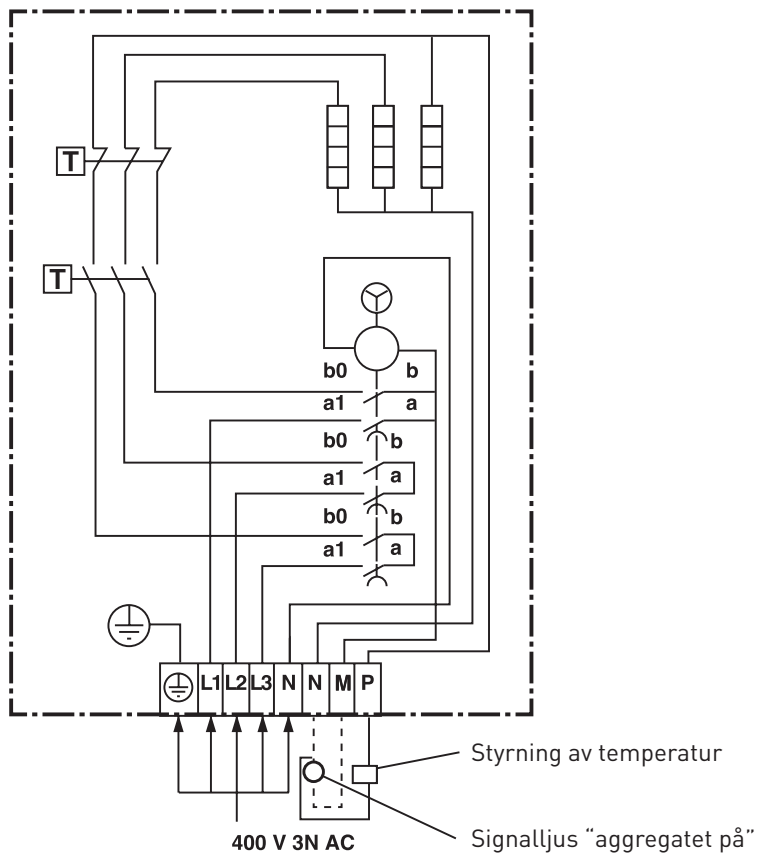 T
T
b0 b
a1 a
b0 b
a1 a
b0 b
a1 a
L1 L2 L3 N N M P
Styrning av temperatur
400 V 3N AC
Signalljus “aggregatet på”